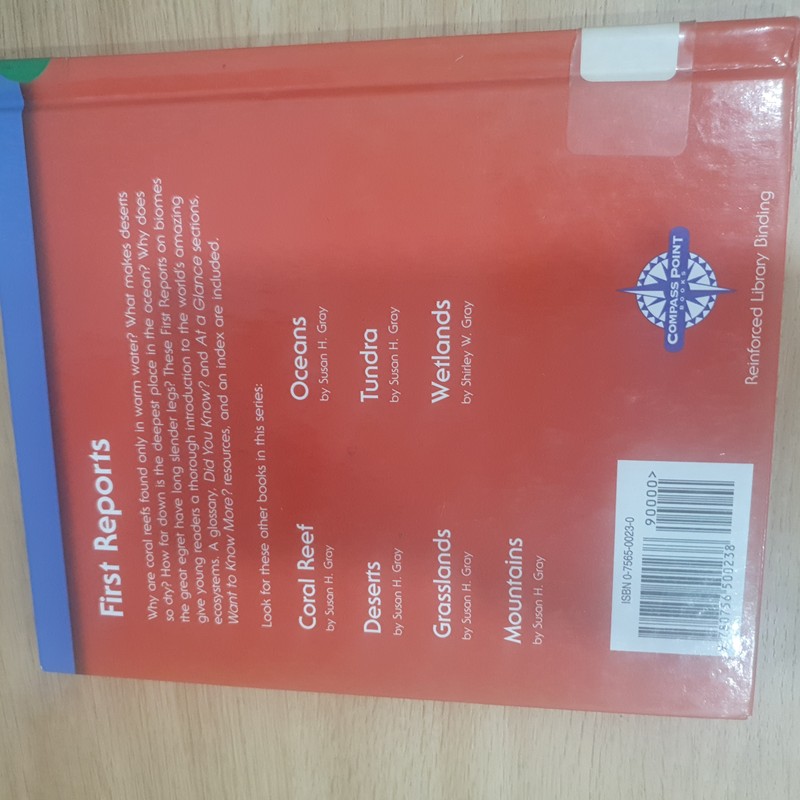 First Reports
Why are coral reefs found only in warm water? What makes deserts
so dry? How far down is the deepest place in the ocean? Why does
the great egret have long slender legs? These First Reports on biomes
give young readers a thorough introduction to the world's amazing
ecosystems. A glossary, Did You Know? and At a Glance sections,
Want to Know More? resources, and an index are included.
Look for these other books in this series:
Coral Reef
by Susan H. Gray
Deserts
by Susan H. Gray
Grasslands
by Susan H. Gray
Mountains
by Susan H. Gray
Oceans
by Susan H. Gray
Tundra
by Susan H. Gray
Wetlands
by Shirley W. Gray
ISBN 0-7565-0023-0
90000>
9 780756 500238
COMPASS POINT
BOOKS
Reinforced Library Binding